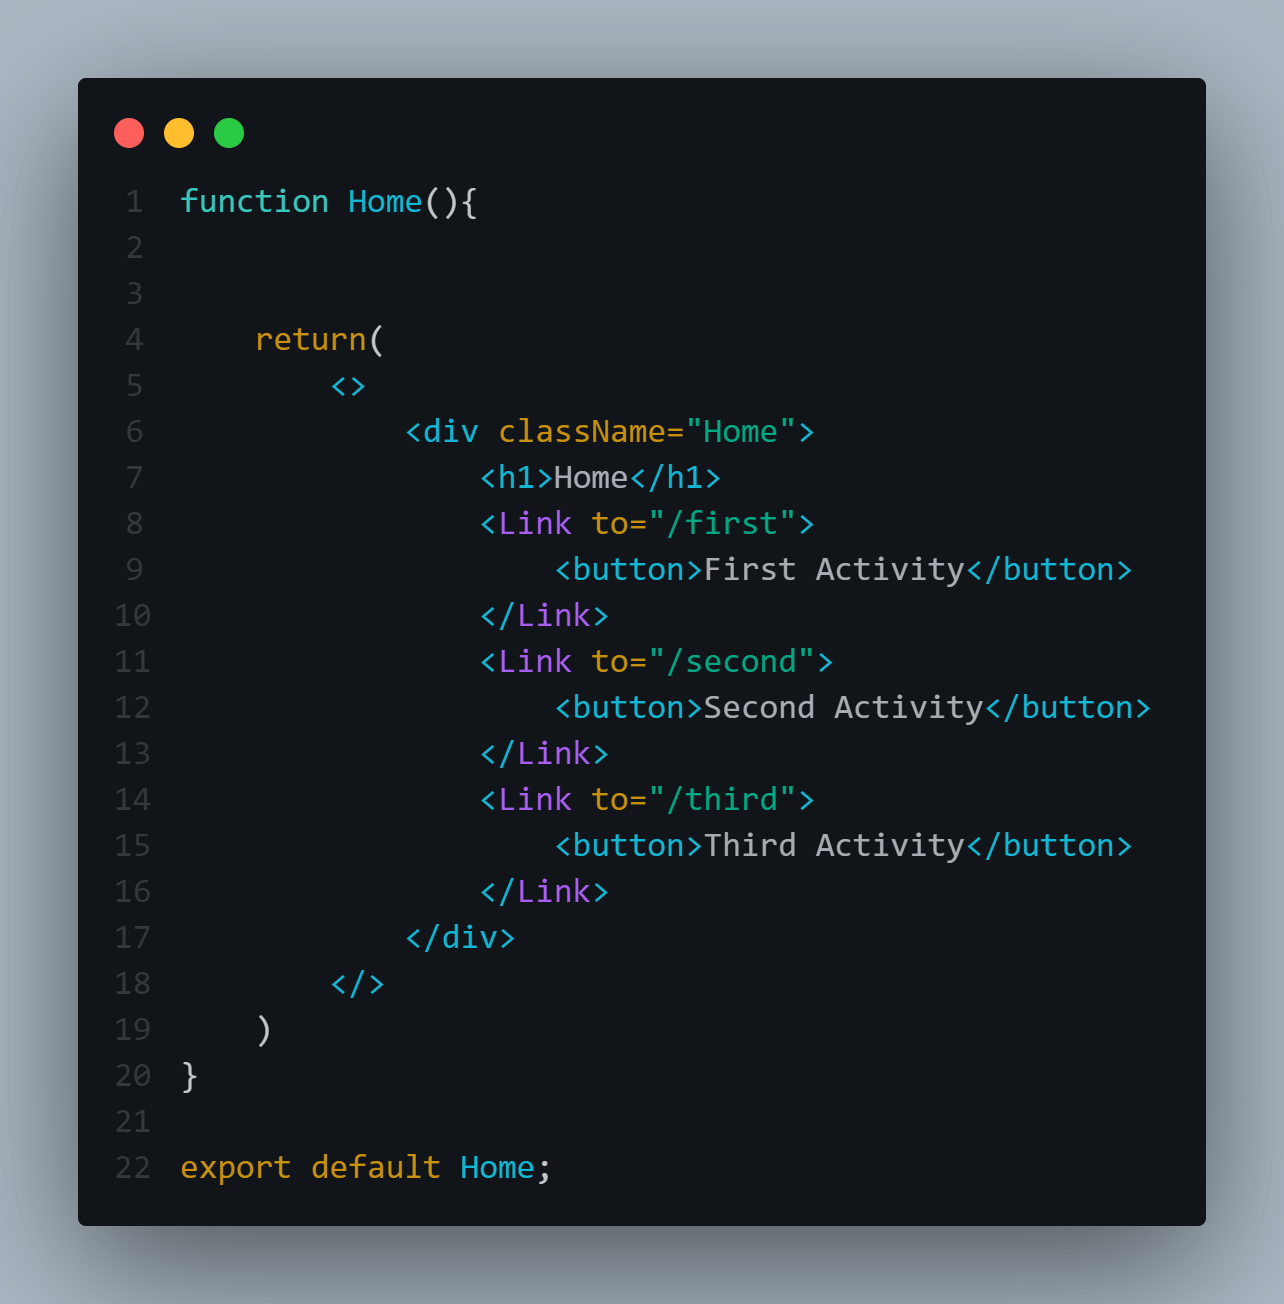 1 function Home(){
2
3
4     return(
5         <>
6             <div className="Home">
7                 <h1>Home</h1>
8                 <Link to="/first">
9                     <button>First Activity</button>
10                 </Link>
11                 <Link to="/second">
12                     <button>Second Activity</button>
13                 </Link>
14                 <Link to="/third">
15                     <button>Third Activity</button>
16                 </Link>
17             </div>
18         </>
19     )
20 }
21
22 export default Home;